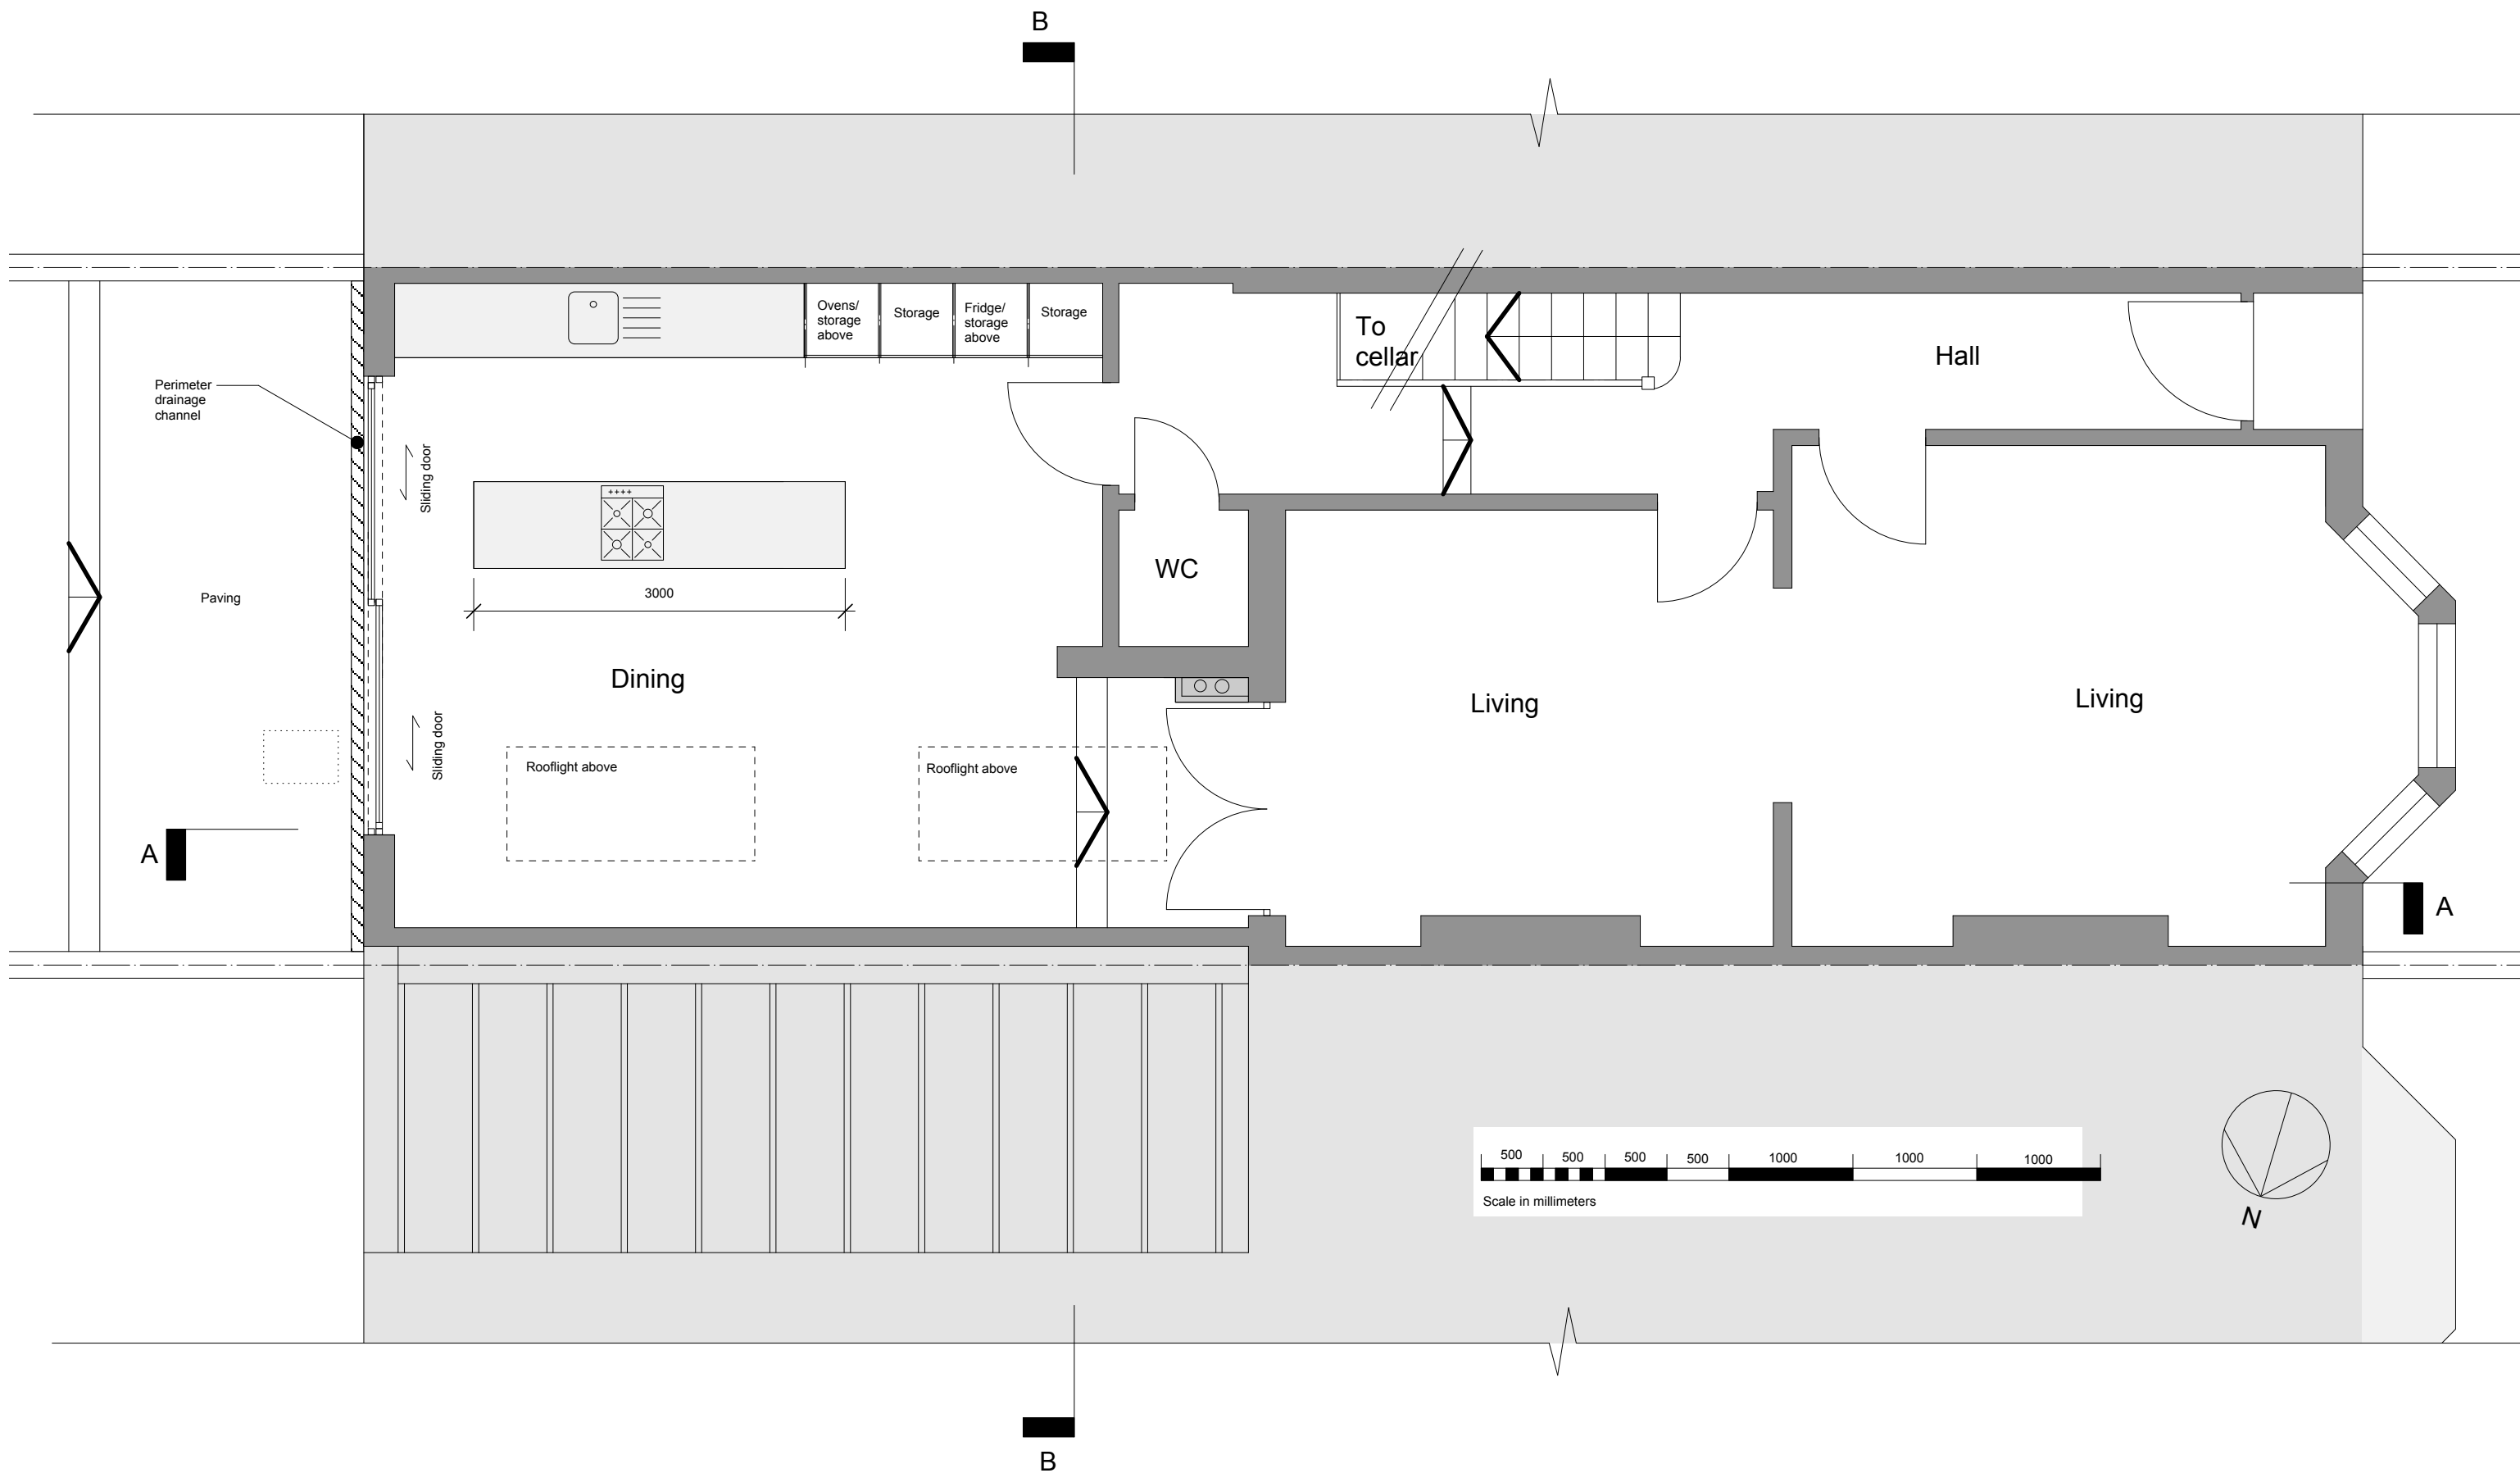 B
Ovens/
storage
above
Storage
Fridge/
storage
above
Storage
To
cellar
Hall
Perimeter
drainage
channel
Sliding door
WC
Paving
3000
Dining
Living
Living
Sliding door
Rooflight above
Rooflight above
A
A
500
500
500
500
1000
1000
1000
Scale in millimeters
N
B